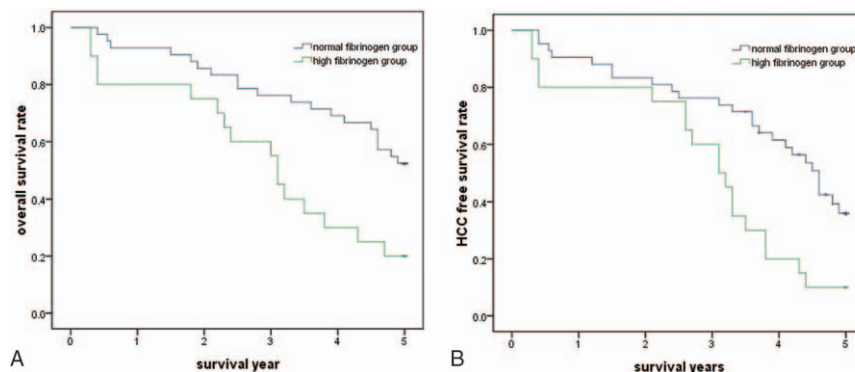 1.0
0.8
0.6
0.4
0.2
0.0
overall survival rate
normal fibrinogen group
high fibrinogen group
0 1 2 3 4 5
survival year
A
1.0
0.8
0.6
0.4
0.2
0.0
HCC free survival rate
normal fibrinogen group
high fibrinogen group
0 1 2 3 4 5
survival years
B